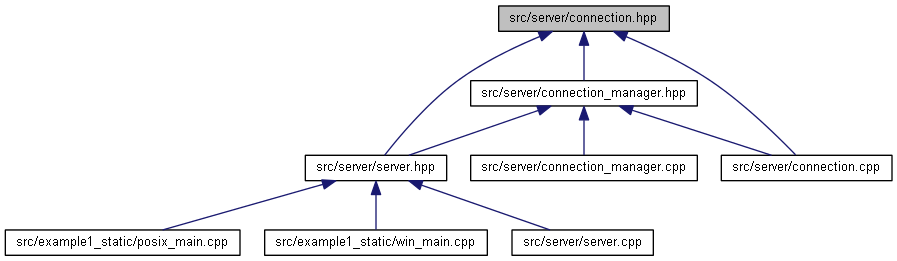 src/server/connection.hpp
src/server/connection_manager.hpp
src/server/server.hpp
src/server/connection_manager.cpp
src/server/connection.cpp
src/example1_static/posix_main.cpp
src/example1_static/win_main.cpp
src/server/server.cpp